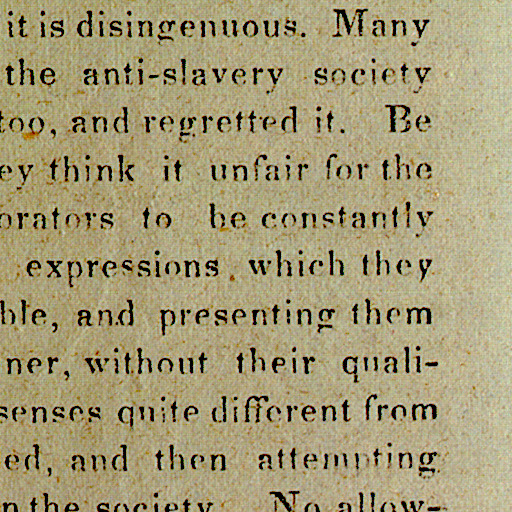 it is disingenuous. Many
the anti-slavery society
too, and regretted it. Be
ey think it unfair for the
orators to be constantly
expressions which they
ble, and presenting them
ner, without their quali-
senses quite different from
ed, and then attempting
n the society. No allow-